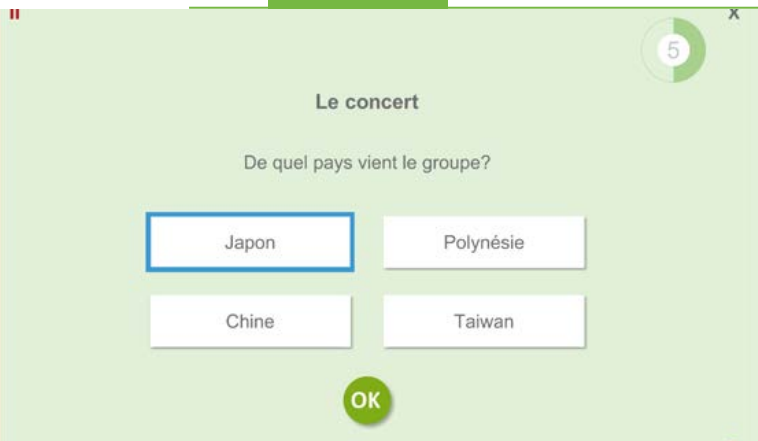 X
5
Le concert
De quel pays vient le groupe?
Japon
Polynésie
Chine
Taiwan
OK